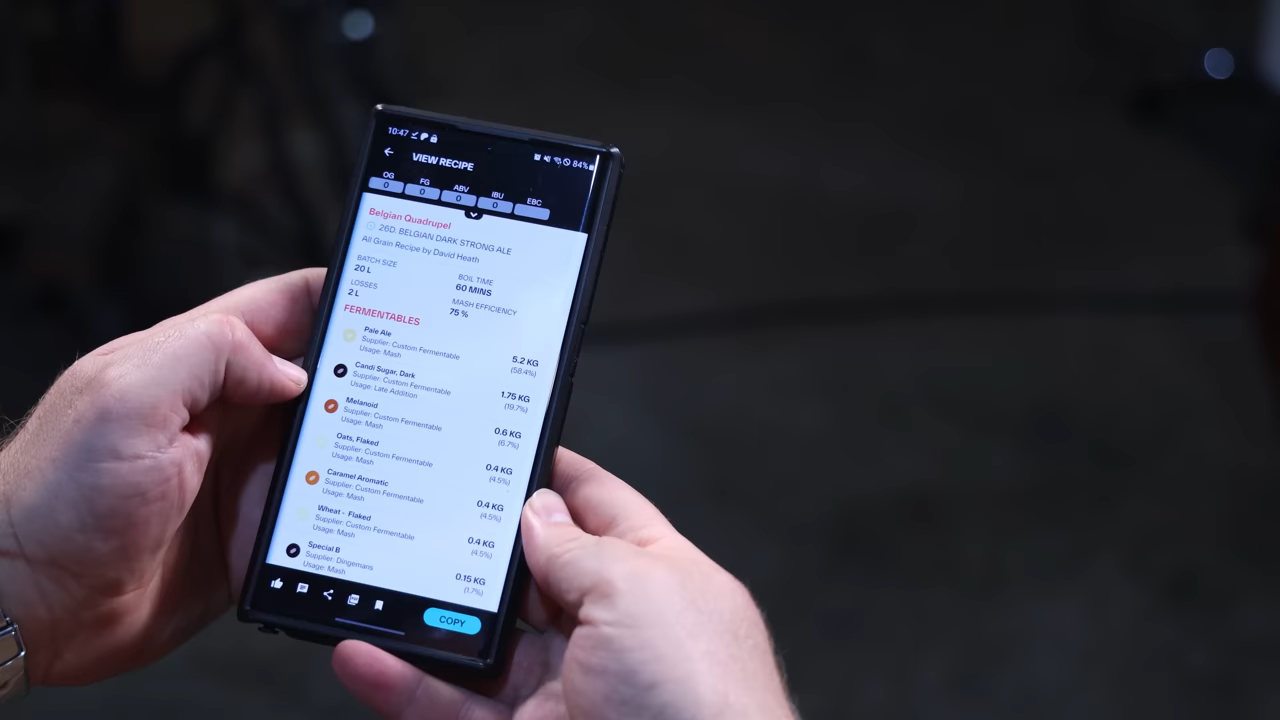 10:47
84%
VIEW RECIPE
OG FG ABV IBU EBC
0 0 0 0
Belgian Quadrupel
26D. BELGIAN DARK STRONG ALE
All Grain Recipe by David Heath
BATCH SIZE BOIL TIME
20 L 60 MINS
LOSSES MASH EFFICIENCY
2 L 75 %
FERMENTABLES
Pale Ale
Supplier: Custom Fermentable 5.2 KG
Usage: Mash (58.4%)
Candi Sugar, Dark
Supplier: Custom Fermentable 1.75 KG
Usage: Late Addition (19.7%)
Melanoid
Supplier: Custom Fermentable 0.6 KG
Usage: Mash (6.7%)
Oats, Flaked
Supplier: Custom Fermentable 0.4 KG
Usage: Mash (4.5%)
Caramel Aromatic
Supplier: Custom Fermentable 0.4 KG
Usage: Mash (4.5%)
Wheat - Flaked
Supplier: Custom Fermentable 0.4 KG
Usage: Mash (4.5%)
Special B
Supplier: Dingemans 0.15 KG
Usage: Mash (1.7%)
COPY